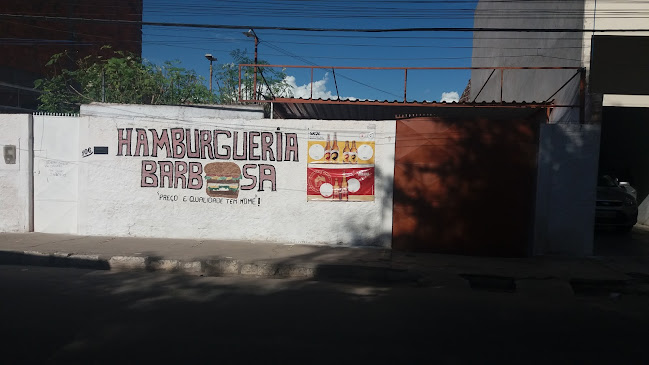 HAMBURGUERIA
BARBOSA
PREÇO E QUALIDADE TEM NOME!